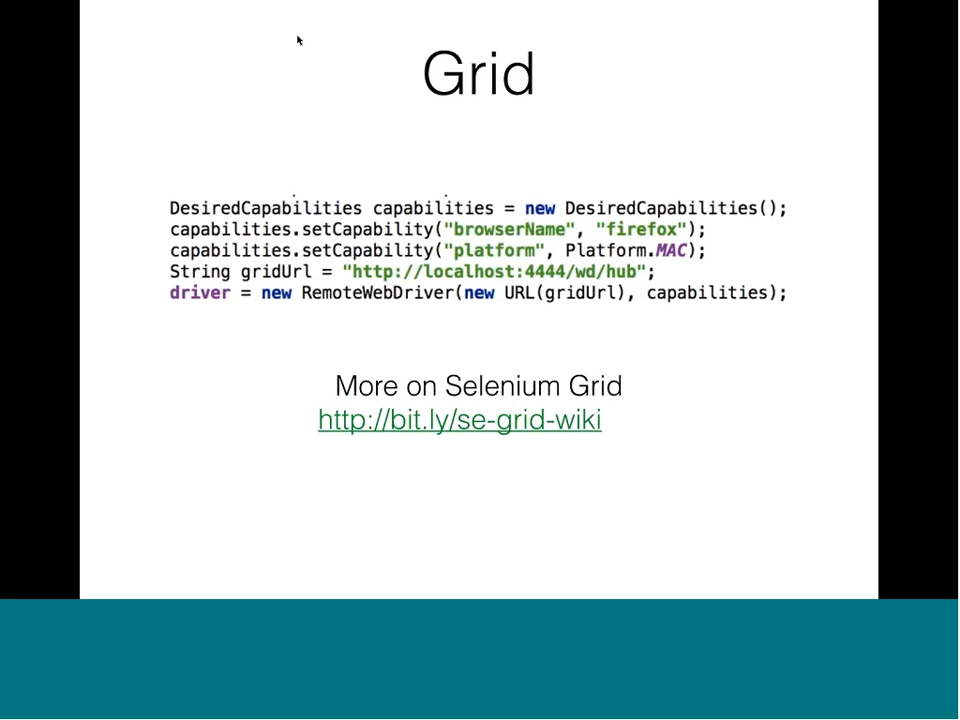 Grid
DesiredCapabilities capabilities = new DesiredCapabilities();
capabilities.setCapability("browserName", "firefox");
capabilities.setCapability("platform", Platform.MAC);
String gridUrl = "http://localhost:4444/wd/hub";
driver = new RemoteWebDriver(new URL(gridUrl), capabilities);
More on Selenium Grid
http://bit.ly/se-grid-wiki